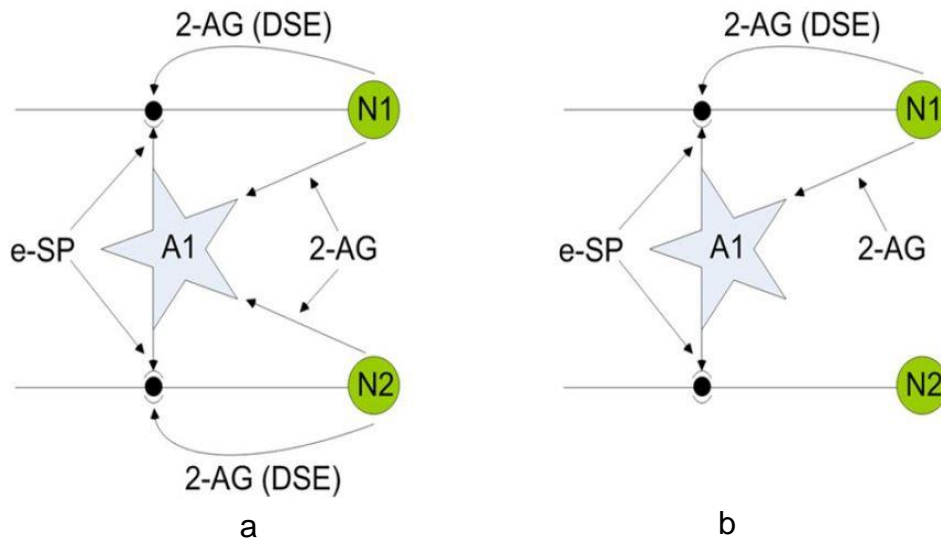 2-AG (DSE)
N1
e-SP
A1
2-AG
N2
2-AG (DSE)
a
2-AG (DSE)
N1
e-SP
A1
2-AG
N2
b